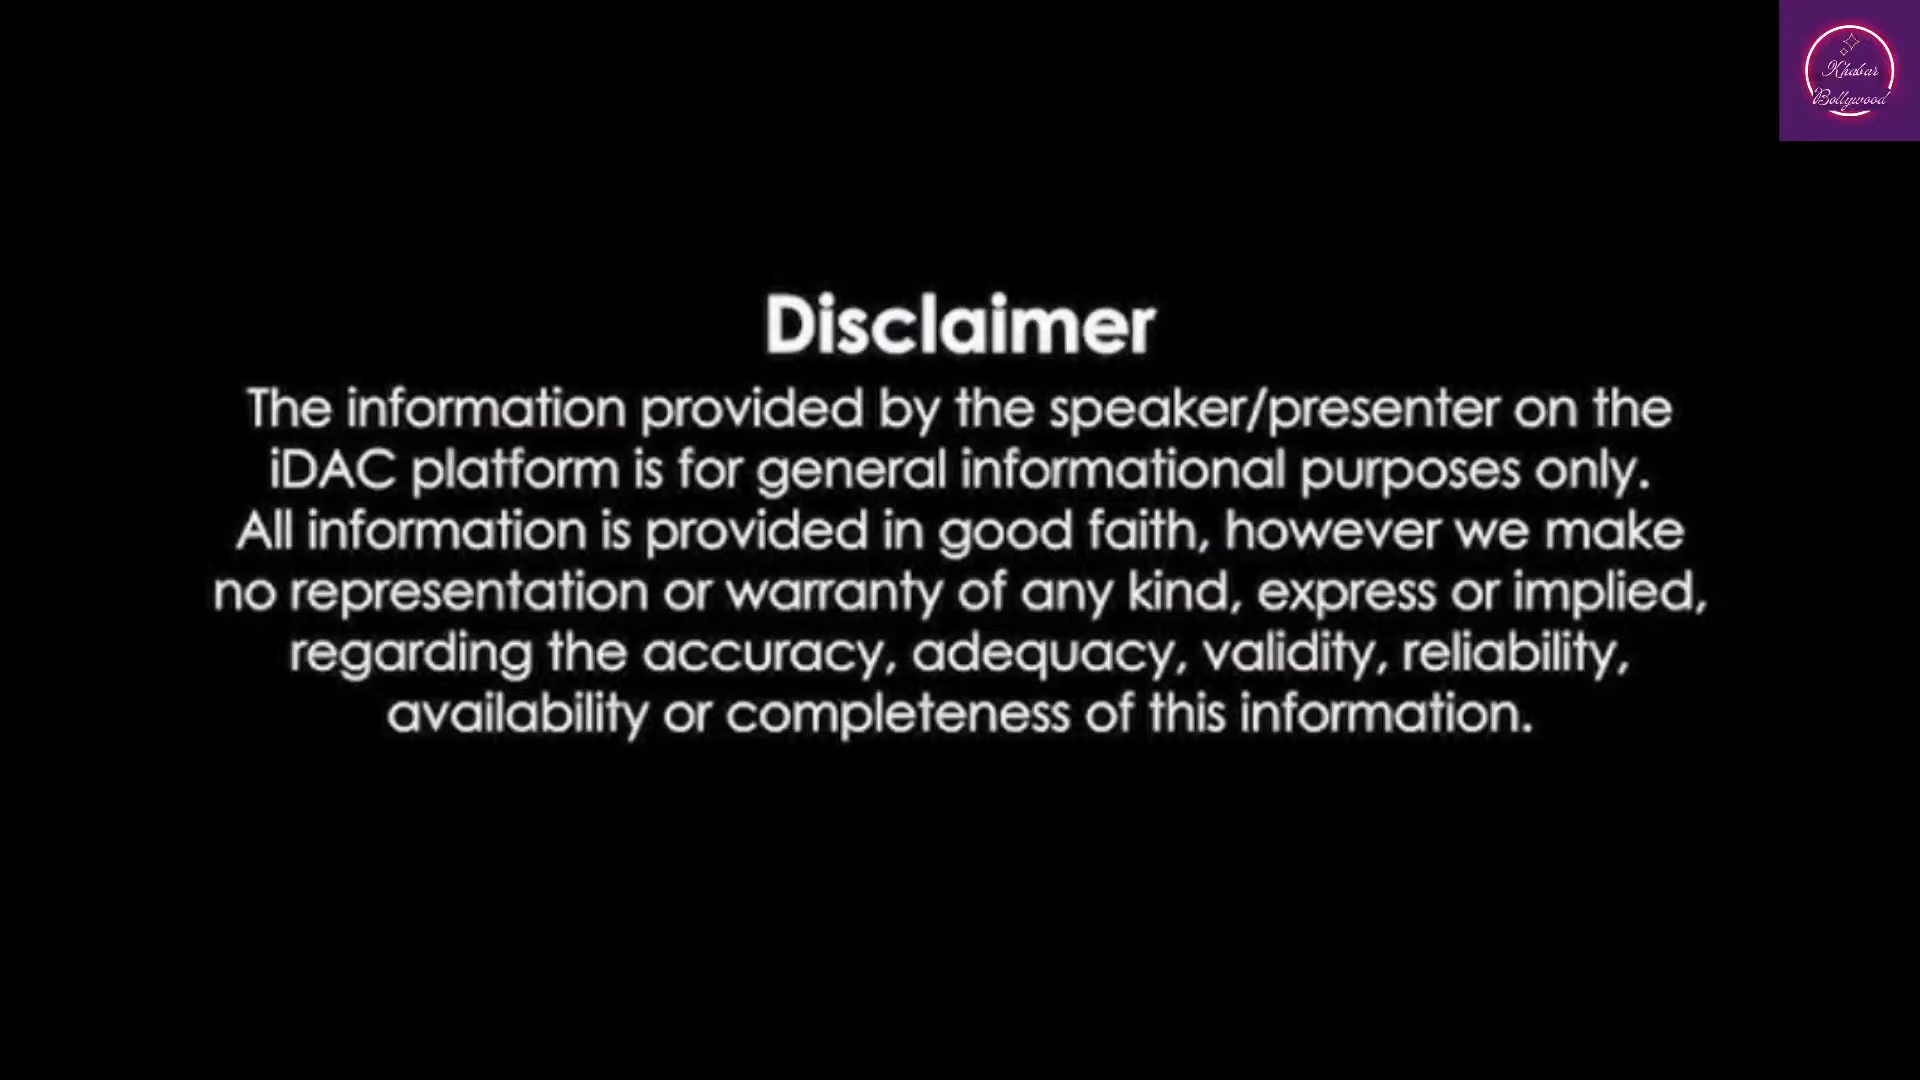 Khabar
Bollywood
Disclaimer
The information provided by the speaker/presenter on the
iDAC platform is for general informational purposes only.
All information is provided in good faith, however we make
no representation or warranty of any kind, express or implied,
regarding the accuracy, adequacy, validity, reliability,
availability or completeness of this information.